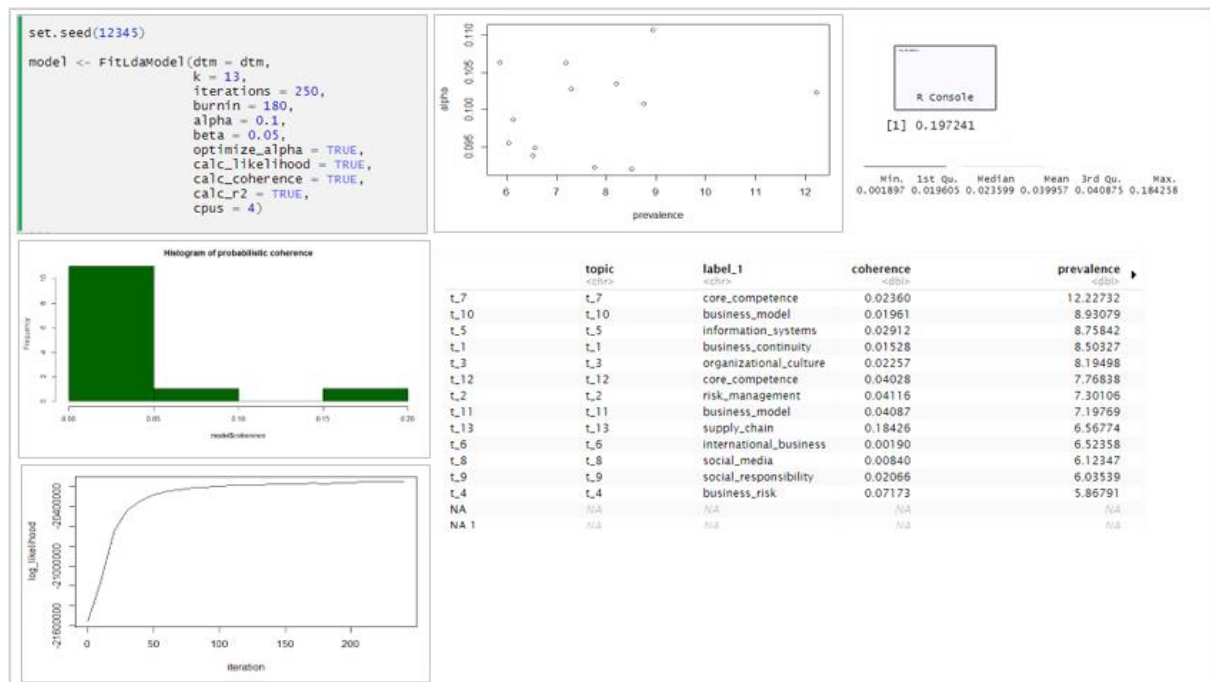 set.seed(12345)
model <- FitLdaModel(dtm = dtm,
k = 13,
iterations = 250,
burnin = 180,
alpha = 0.1,
beta = 0.05,
optimize_alpha = TRUE,
calc_likelihood = TRUE,
calc_coherence = TRUE,
calc_r2 = TRUE,
cpus = 4)
alpha
0.110
0.105
0.100
0.095
6 7 8 9 10 11 12
prevalence
R Console
[1] 0.197241
Min. 1st Qu. Median Mean 3rd Qu. Max.
0.001897 0.019605 0.023599 0.039957 0.040875 0.184258
Histogram of probabilistic coherence
Frequency
10
8
6
4
2
0
0.00 0.05 0.10 0.15 0.20
model$coherence
topic label_1 coherence prevalence
<chr> <chr> <dbl> <dbl>
t_7 t_7 core_competence 0.02360 12.22732
t_10 t_10 business_model 0.01961 8.93079
t_5 t_5 information_systems 0.02912 8.75842
t_1 t_1 business_continuity 0.01528 8.50327
t_3 t_3 organizational_culture 0.02257 8.19498
t_12 t_12 core_competence 0.04028 7.76838
t_2 t_2 risk_management 0.04116 7.30106
t_11 t_11 business_model 0.04087 7.19769
t_13 t_13 supply_chain 0.18426 6.56774
t_6 t_6 international_business 0.00190 6.52358
t_8 t_8 social_media 0.00840 6.12347
t_9 t_9 social_responsibility 0.02066 6.03539
t_4 t_4 business_risk 0.07173 5.86791
NA NA NA NA NA
NA.1 NA NA NA NA
log_likelihood
-20400000
-21000000
-21600000
0 50 100 150 200
iteration